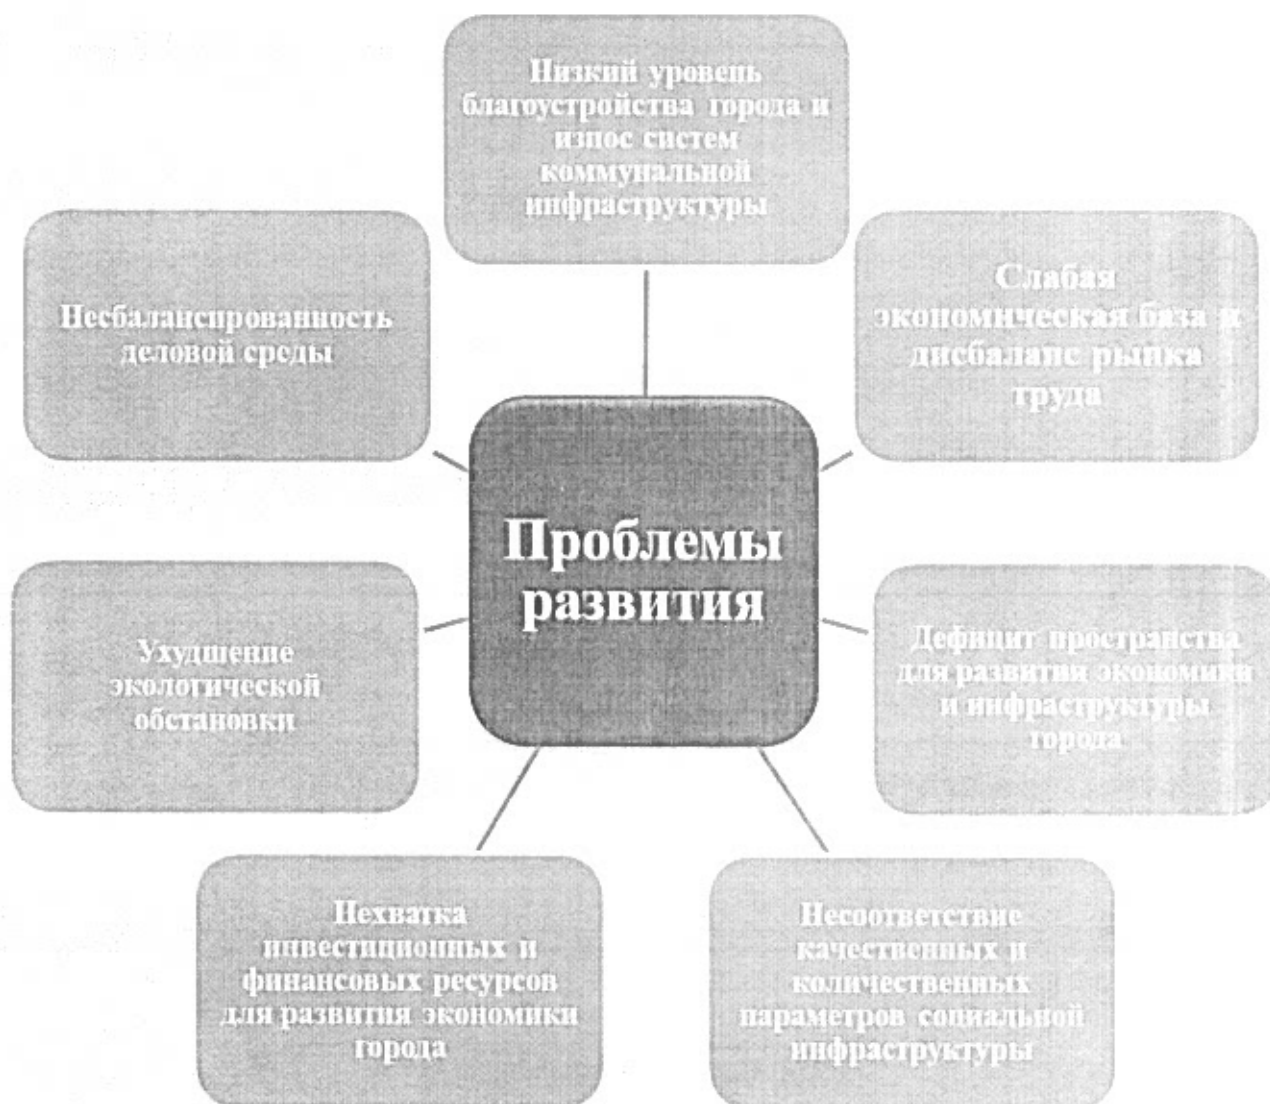 Низкий уровень
благоустройства города и
износ систем
коммунальной
инфраструктуры
Слабая
экономическая база и
дисбаланс рынка
труда
Дефицит пространства
для развития экономики
и инфраструктуры
города
Несоответствие
качественных и
количественных
параметров социальной
инфраструктуры
Нехватка
инвестиционных и
финансовых ресурсов
для развития экономики
города
Ухудшение
экологической
обстановки
Несбалансированность
деловой среды
Проблемы
развития